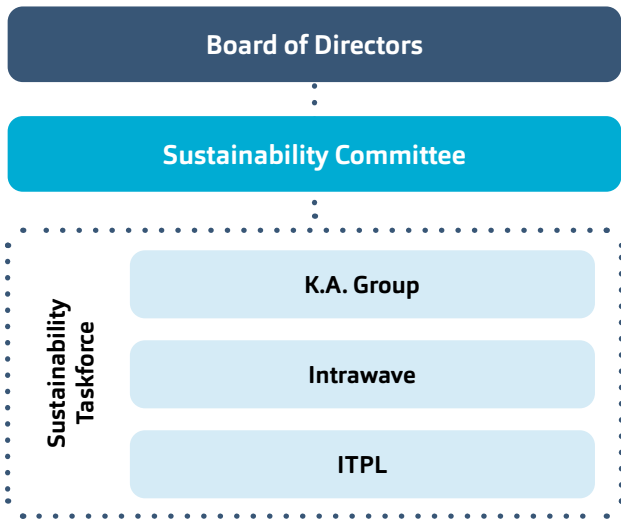 Board of Directors
Sustainability Committee
Sustainability
Taskforce
K.A. Group
Intrawave
ITPL